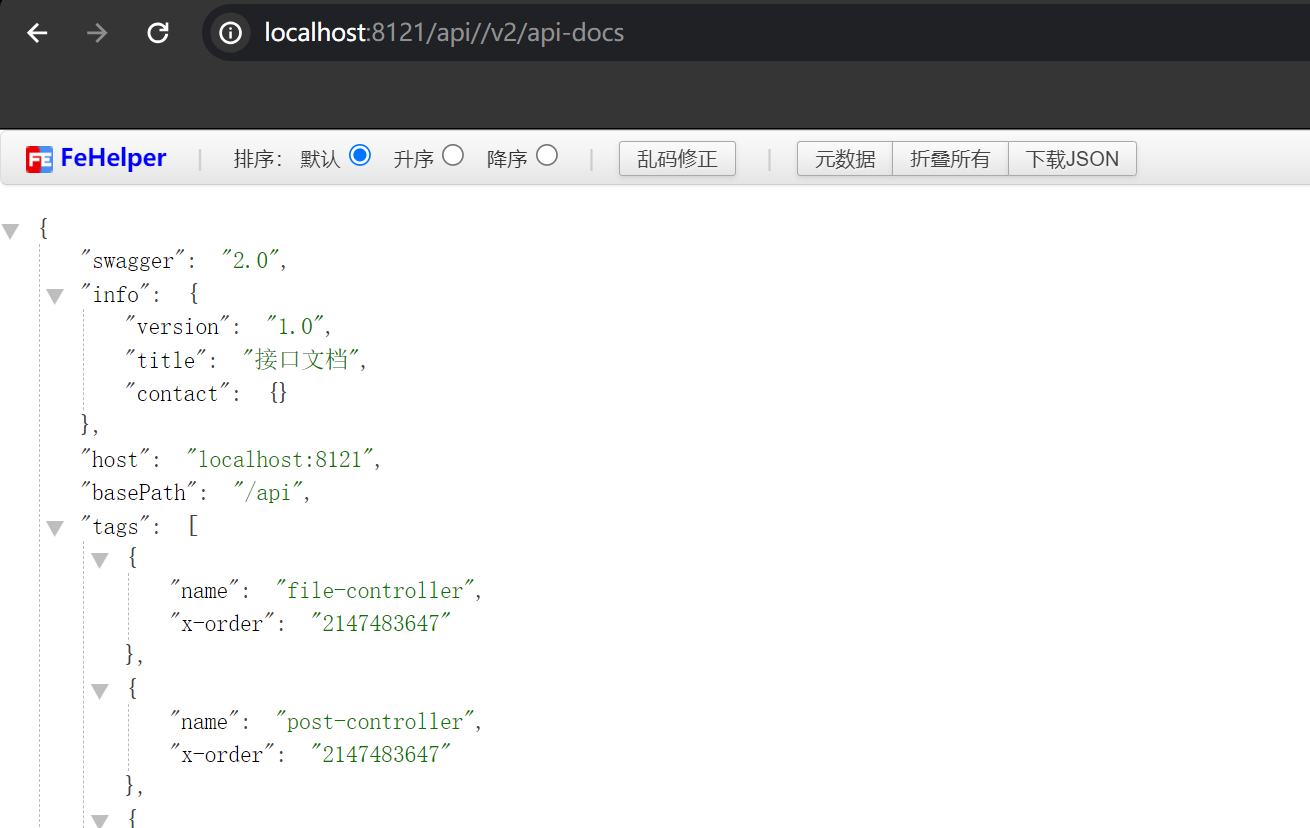 localhost:8121/api//v2/api-docs
FE FeHelper | 排序: 默认 升序 降序 | 乱码修正 | 元数据 折叠所有 下载JSON
{
"swagger": "2.0",
"info": {
"version": "1.0",
"title": "接口文档",
"contact": {}
},
"host": "localhost:8121",
"basePath": "/api",
"tags": [
{
"name": "file-controller",
"x-order": "2147483647"
},
{
"name": "post-controller",
"x-order": "2147483647"
},
{